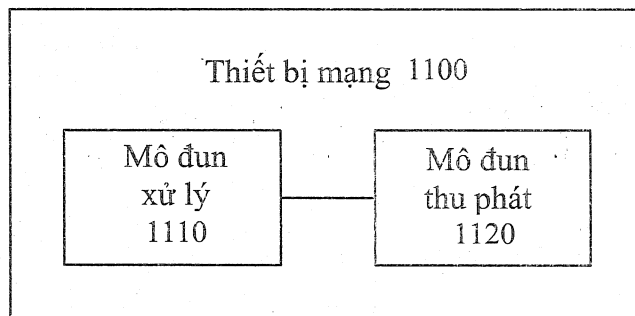 Thiết bị mạng 1100
Mô đun
xử lý
1110
Mô đun
thu phát
1120